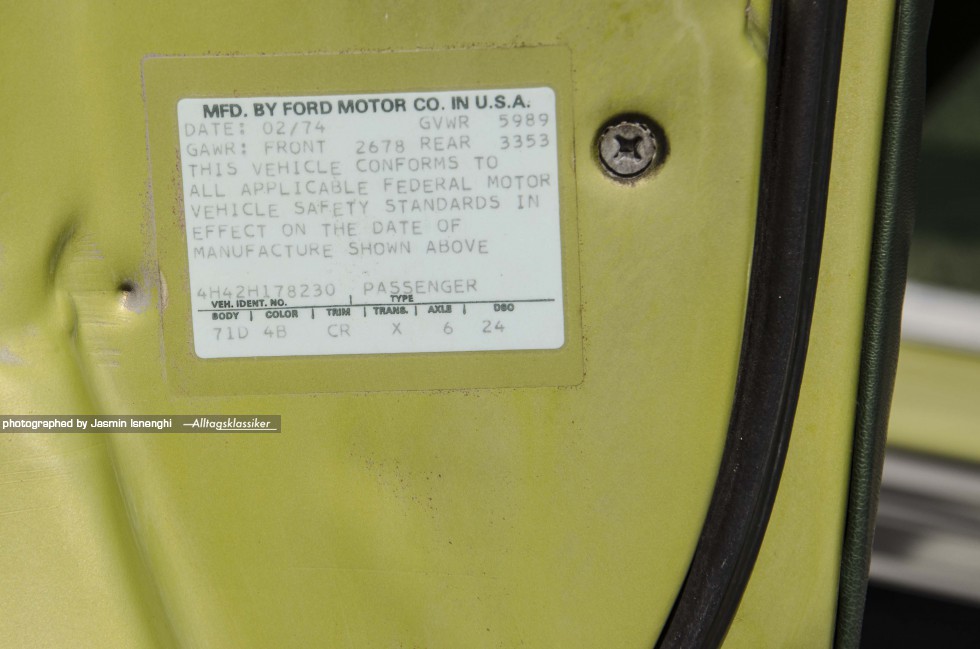 MFD. BY FORD MOTOR CO. IN U.S.A.
DATE: 02/74 GVWR 5989
GAWR: FRONT 2678 REAR 3353
THIS VEHICLE CONFORMS TO
ALL APPLICABLE FEDERAL MOTOR
VEHICLE SAFETY STANDARDS IN
EFFECT ON THE DATE OF
MANUFACTURE SHOWN ABOVE
4H42H178230 PASSENGER
VEH. IDENT. NO. TYPE
BODY COLOR TRIM TRANS. AXLE DSO
71D 4B CR X 6 24
photographed by Jasmin Isnenghi —Alltagsklassiker